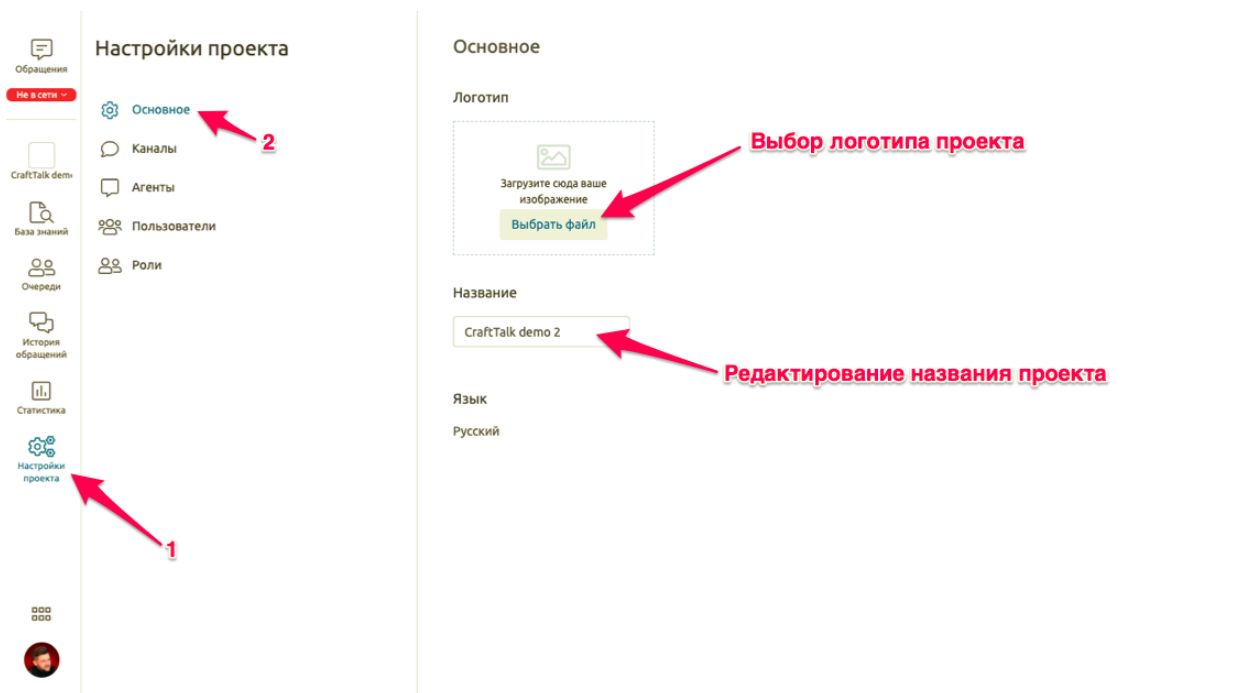 Обращения
Не в сети
CraftTalk dem
База знаний
Очереди
История
обращений
Статистика
Настройки
проекта
1
Настройки проекта
Основное
2
Каналы
Агенты
Пользователи
Роли
Основное
Логотип
Загрузите сюда ваше
изображение
Выбрать файл
Выбор логотипа проекта
Название
CraftTalk demo 2
Редактирование названия проекта
Язык
Русский